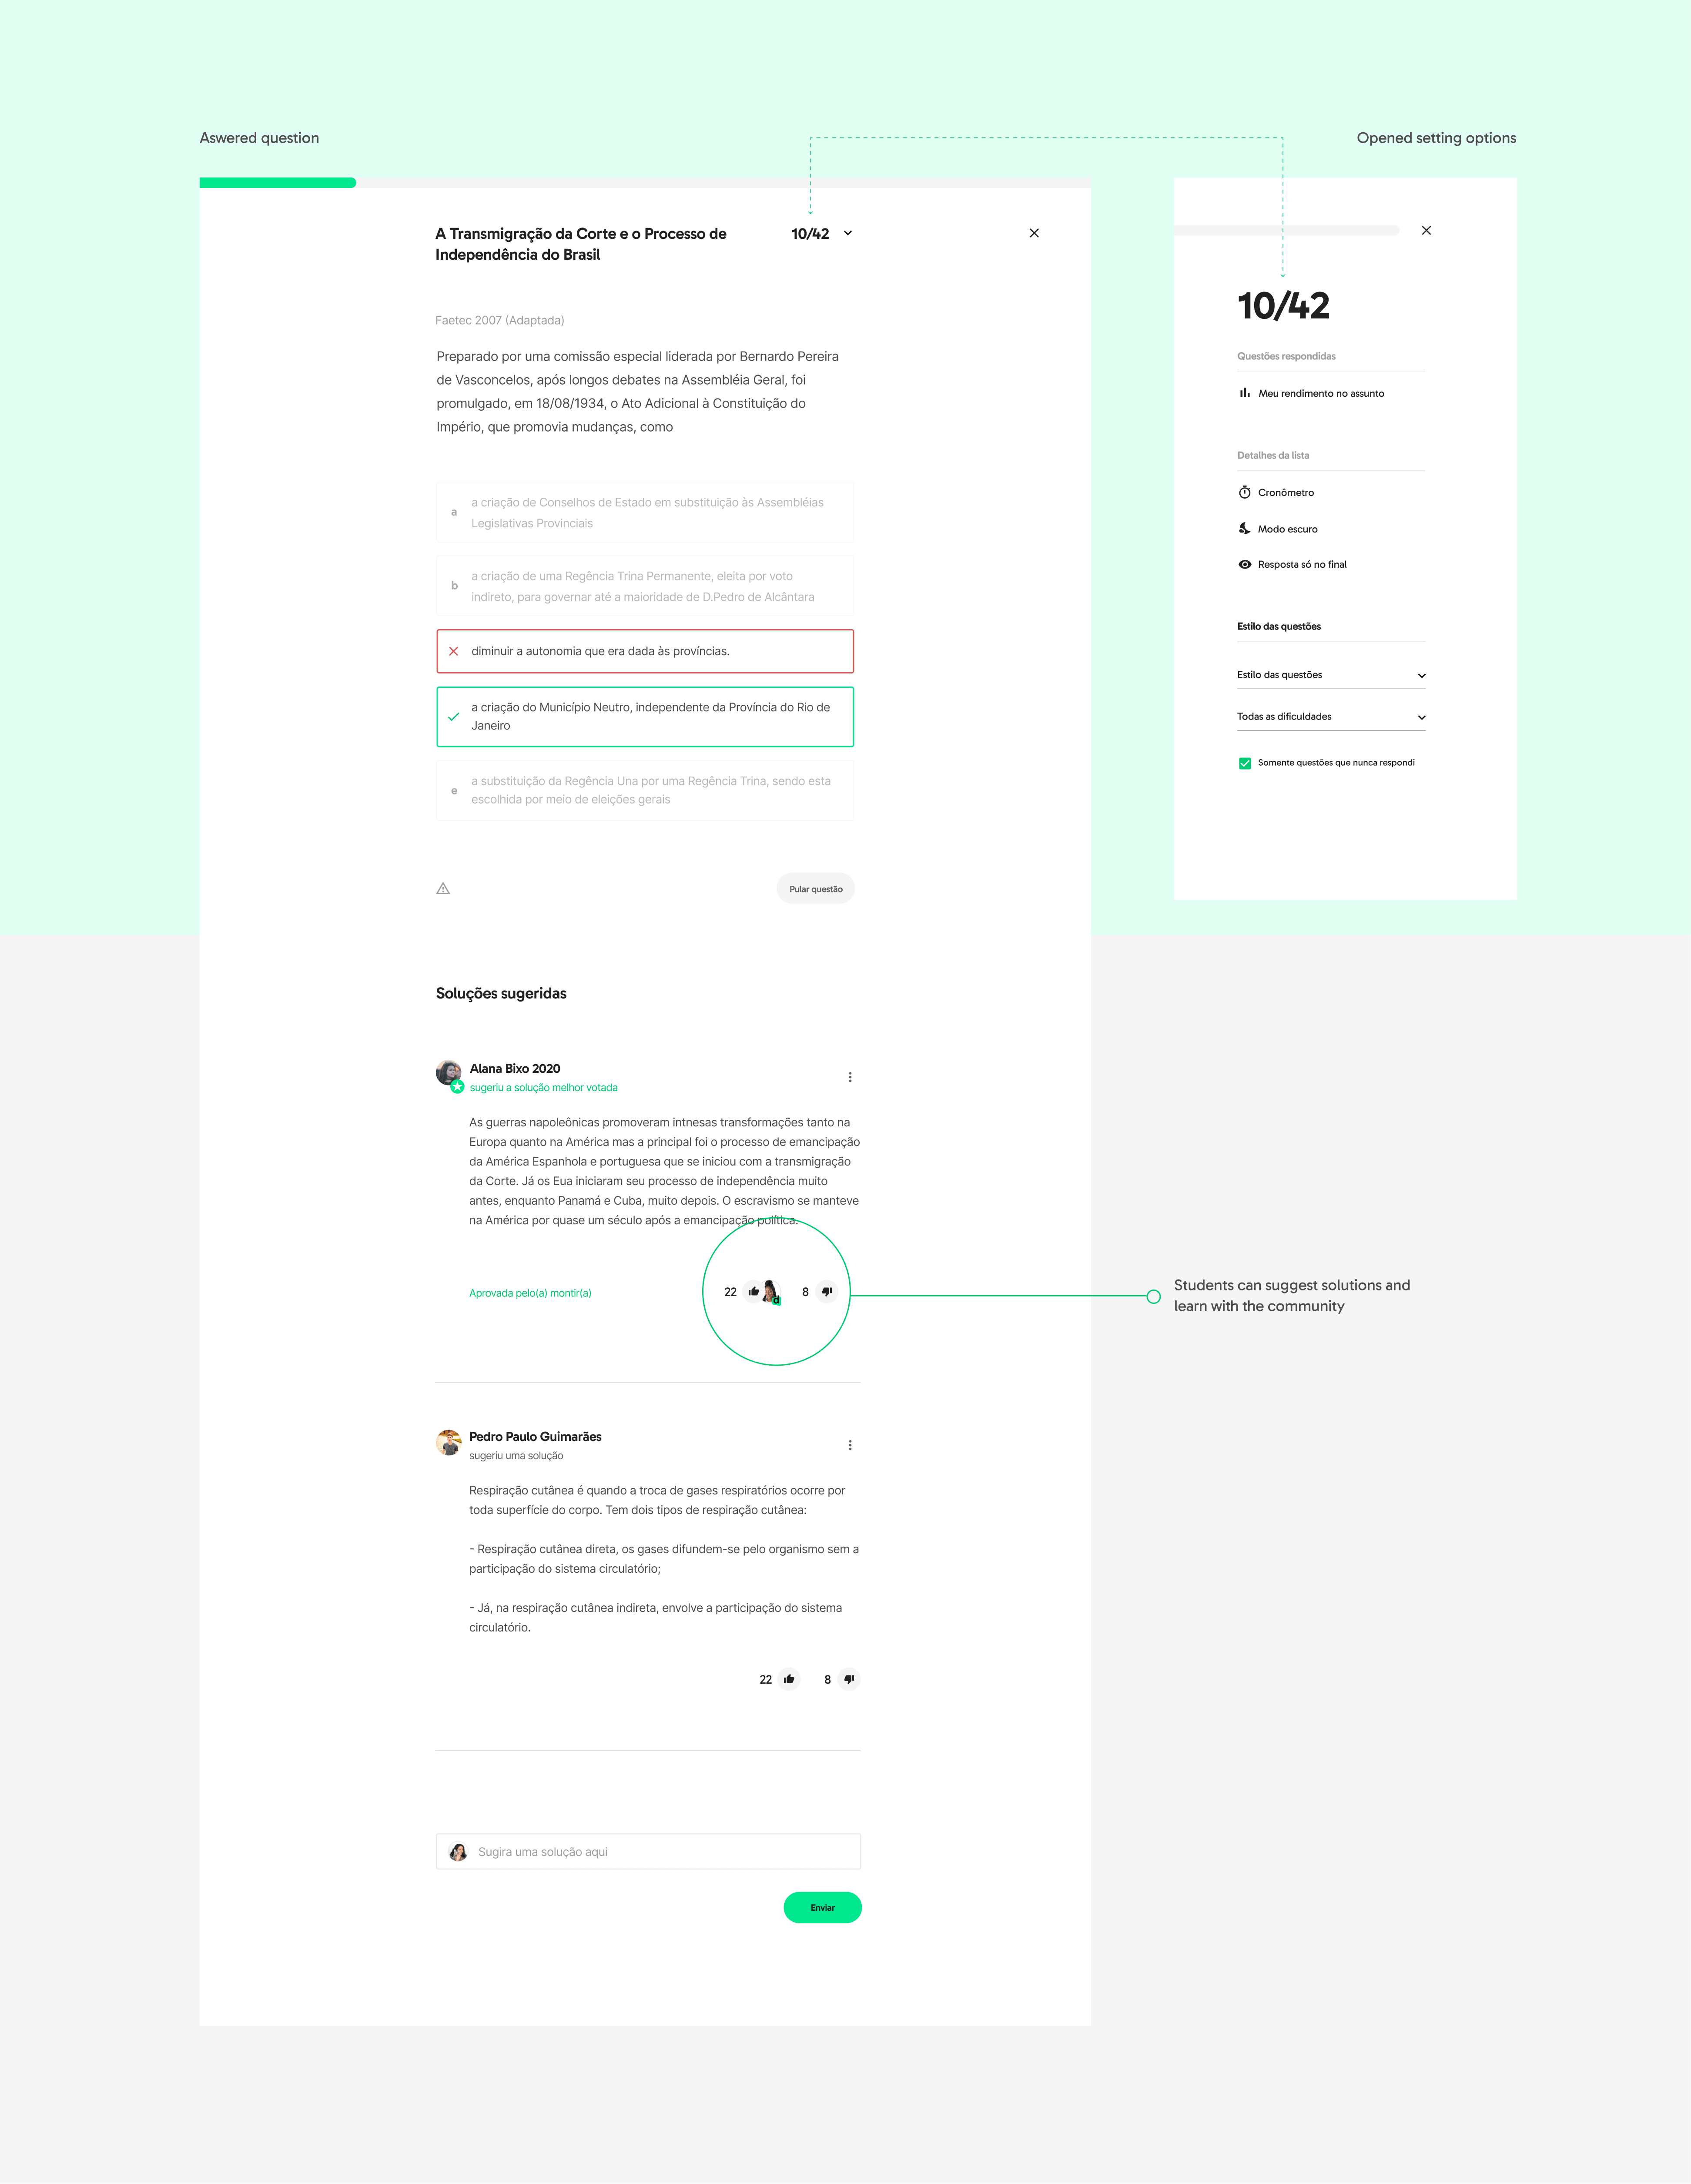 Aswered question
Opened setting options
A Transmigração da Corte e o Processo de
Independência do Brasil
10/42
Faetec 2007 (Adaptada)
Preparado por uma comissão especial liderada por Bernardo Pereira
de Vasconcelos, após longos debates na Assembléia Geral, foi
promulgado, em 18/08/1934, o Ato Adicional à Constituição do
Império, que promovia mudanças, como
a
a criação de Conselhos de Estado em substituição às Assembléias
Legislativas Provinciais
b
a criação de uma Regência Trina Permanente, eleita por voto
indireto, para governar até a maioridade de D.Pedro de Alcântara
diminuir a autonomia que era dada às províncias.
a criação do Município Neutro, independente da Província do Rio de
Janeiro
e
a substituição da Regência Una por uma Regência Trina, sendo esta
escolhida por meio de eleições gerais
Pular questão
10/42
Questões respondidas
Meu rendimento no assunto
Detalhes da lista
Cronômetro
Modo escuro
Resposta só no final
Estilo das questões
Estilo das questões
Todas as dificuldades
Somente questões que nunca respondi
Soluções sugeridas
Alana Bixo 2020
sugeriu a solução melhor votada
As guerras napoleônicas promoveram intnesas transformações tanto na
Europa quanto na América mas a principal foi o processo de emancipação
da América Espanhola e portuguesa que se iniciou com a transmigração
da Corte. Já os Eua iniciaram seu processo de independência muito
antes, enquanto Panamá e Cuba, muito depois. O escravismo se manteve
na América por quase um século após a emancipação política.
Aprovada pelo(a) montir(a)
22
d
8
Students can suggest solutions and
learn with the community
Pedro Paulo Guimarães
sugeriu uma solução
Respiração cutânea é quando a troca de gases respiratórios ocorre por
toda superfície do corpo. Tem dois tipos de respiração cutânea:
- Respiração cutânea direta, os gases difundem-se pelo organismo sem a
participação do sistema circulatório;
- Já, na respiração cutânea indireta, envolve a participação do sistema
circulatório.
22
8
Sugira uma solução aqui
Enviar